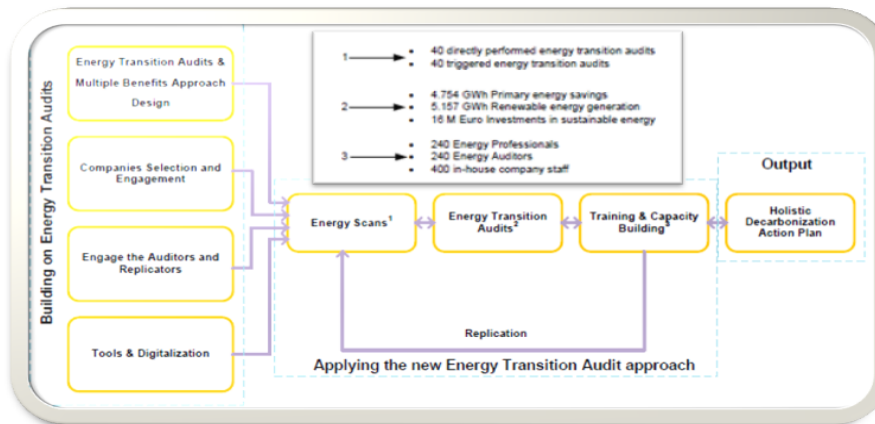 Building on Energy Transition Audits
Energy Transition Audits &
Multiple Benefits Approach
Design
Companies Selection and
Engagement
Engage the Auditors and
Replicators
Tools & Digitalization
1
• 40 directly performed energy transition audits
• 40 triggered energy transition audits
2
• 4.754 GWh Primary energy savings
• 5.157 GWh Renewable energy generation
• 16 M Euro Investments in sustainable energy
3
• 240 Energy Professionals
• 240 Energy Auditors
• 400 in-house company staff
Energy Scans¹
Energy Transition
Audits²
Training & Capacity
Building³
Output
Holistic
Decarbonization
Action Plan
Replication
Applying the new Energy Transition Audit approach